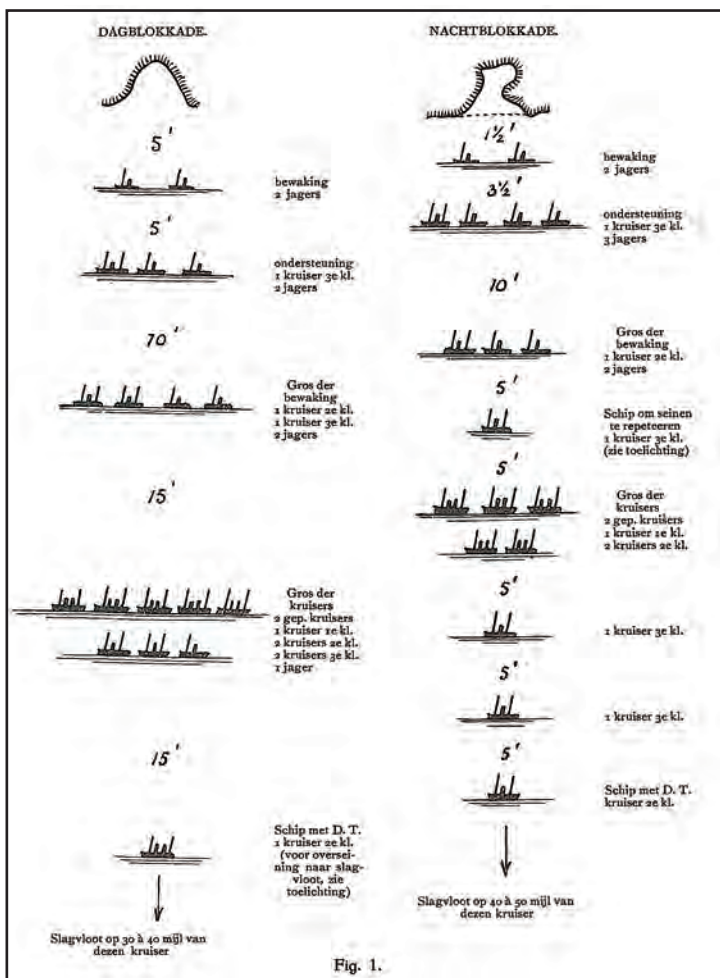 DAGBLOKKADE.
5'
bewaking
2 jagers
5'
ondersteuning
1 kruiser 3e kl.
2 jagers
10'
Gros der
bewaking
1 kruiser 2e kl.
1 kruiser 3e kl.
2 jagers
15'
Gros der
kruisers
2 gep. kruisers
1 kruiser 1e kl.
2 kruisers 2e kl.
2 kruisers 3e kl.
1 jager
15'
Schip met D. T.
1 kruiser 2e kl.
(voor oversei-
ning naar slag-
vloot, zie
toelichting)
Slagvloot op 30 à 40 mijl van
dezen kruiser
NACHTBLOKKADE.
1½'
bewaking
2 jagers
3½'
ondersteuning
1 kruiser 3e kl.
3 jagers
10'
Gros der
bewaking
1 kruiser 2e kl.
2 jagers
5'
Schip om seinen
te repeteeren
1 kruiser 3e kl.
(zie toelichting)
5'
Gros der
kruisers
2 gep. kruisers
1 kruiser 1e kl.
2 kruisers 2e kl.
5'
1 kruiser 3e kl.
5'
1 kruiser 3e kl.
5'
Schip met D. T.
kruiser 2e kl.
Slagvloot op 40 à 50 mijl van
dezen kruiser
Fig. 1.